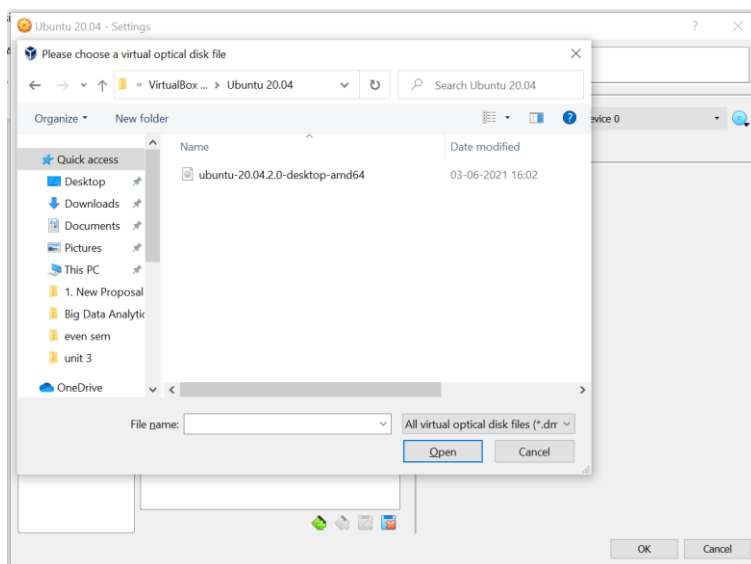 Ubuntu 20.04 - Settings
Please choose a virtual optical disk file
« VirtualBox ... › Ubuntu 20.04
Search Ubuntu 20.04
Organize
New folder
evice 0
Name
Date modified
Quick access
ubuntu-20.04.2.0-desktop-amd64
03-06-2021 16:02
Desktop
Downloads
Documents
Pictures
This PC
1. New Proposal
Big Data Analytic
even sem
unit 3
OneDrive
File name:
All virtual optical disk files (*.dm
Open
Cancel
OK
Cancel